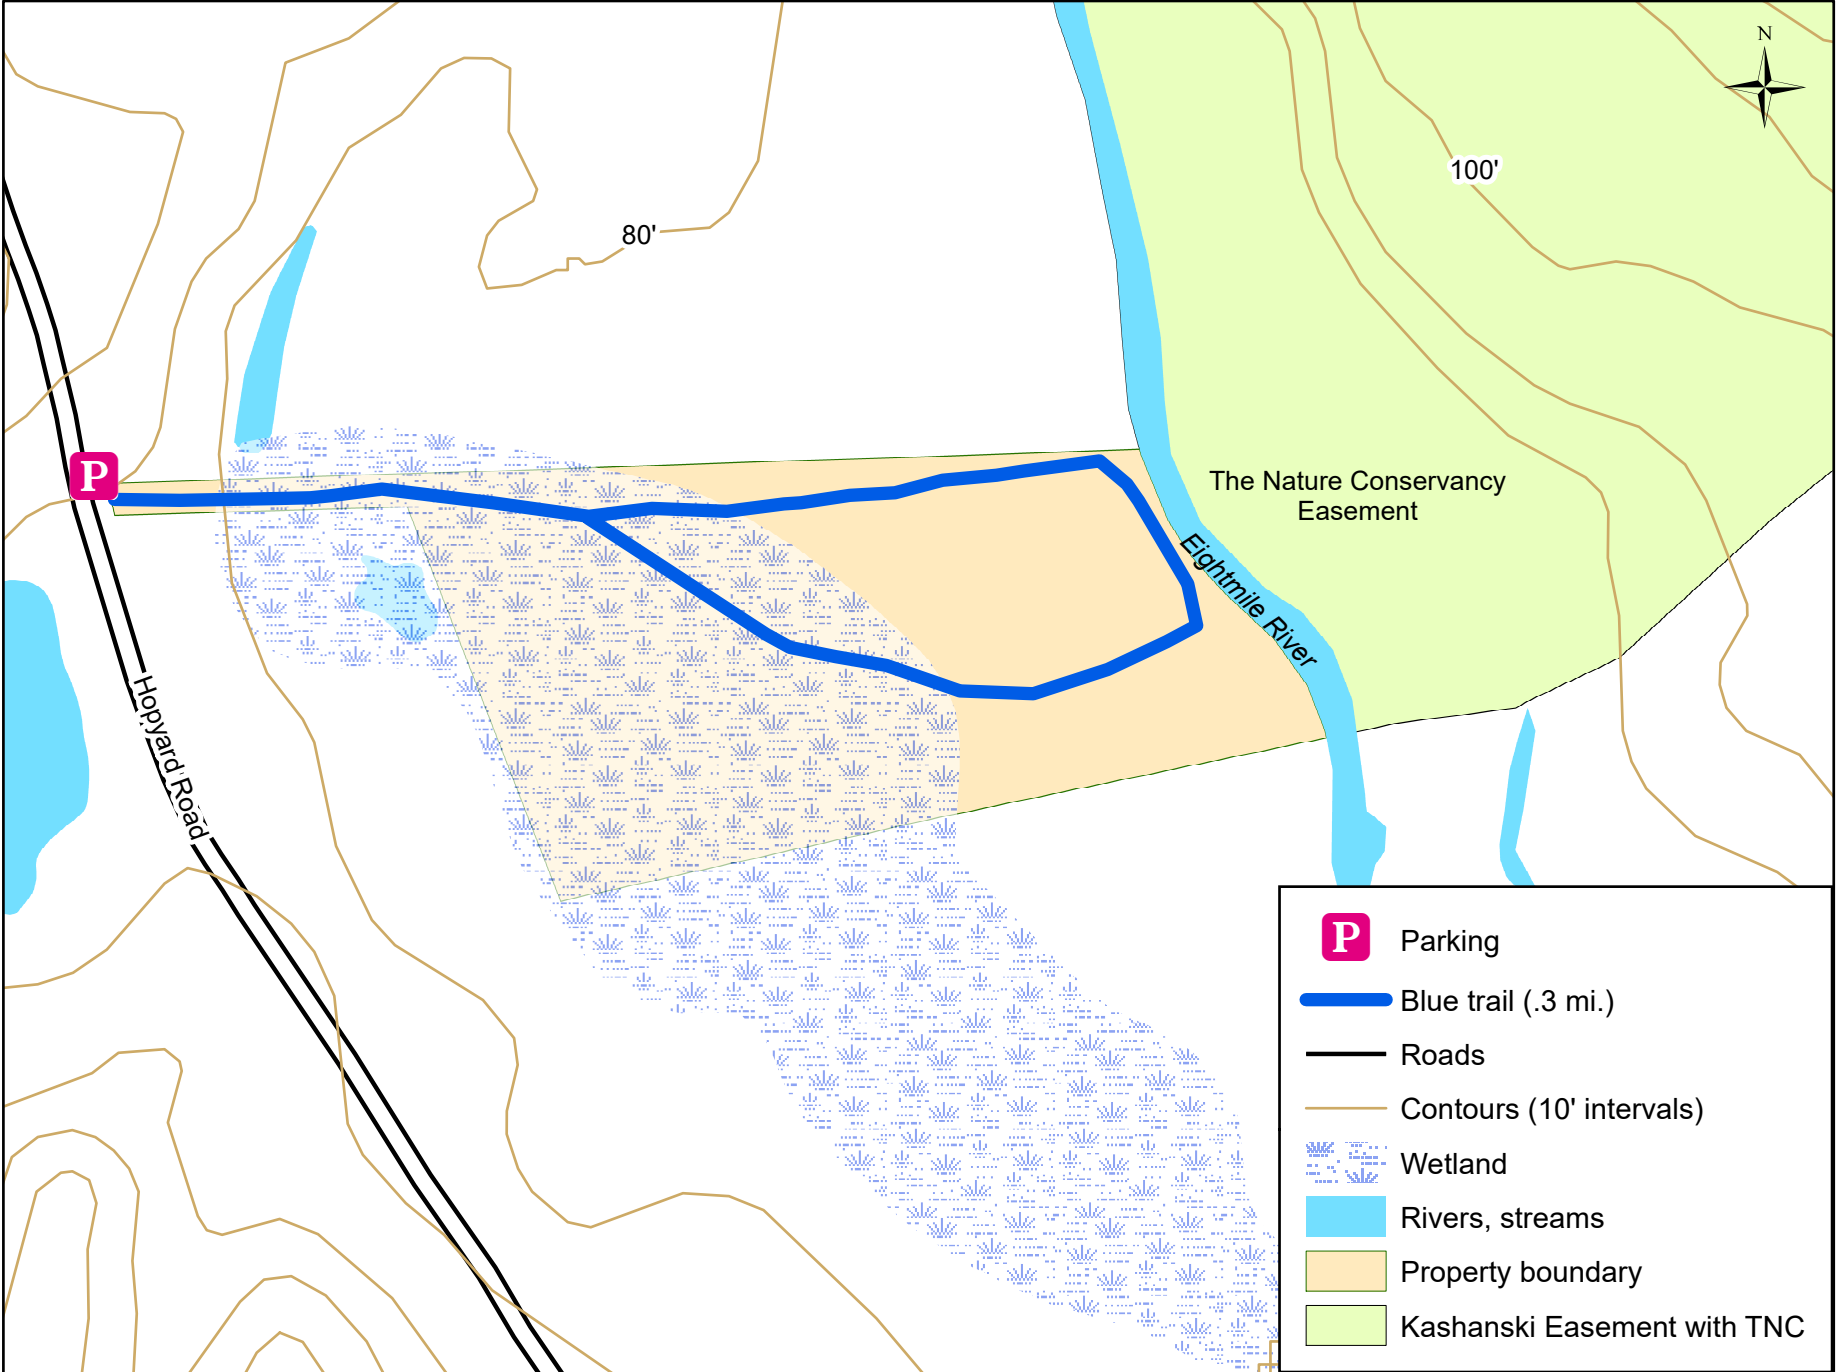 N
100'
80'
P
The Nature Conservancy
Easement
Eightmile River
Hopyard Road
P Parking
Blue trail (.3 mi.)
Roads
Contours (10' intervals)
Wetland
Rivers, streams
Property boundary
Kashanski Easement with TNC